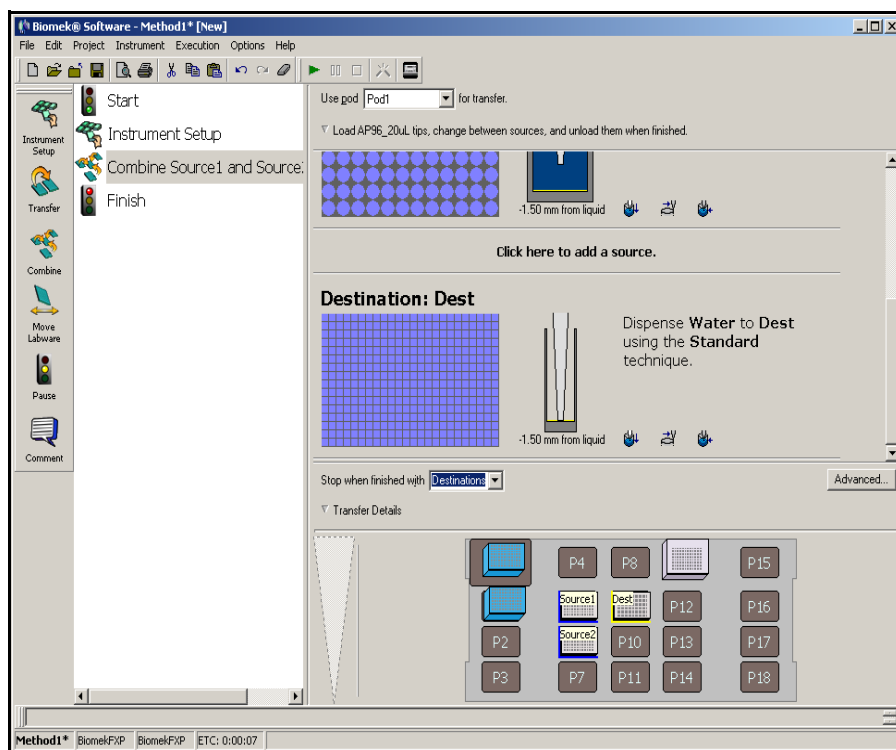 Biomek® Software - Method1* [New]
File Edit Project Instrument Execution Options Help
Instrument Setup
Transfer
Combine
Move Labware
Pause
Comment
Start
Instrument Setup
Combine Source1 and Source
Finish
Use pod Pod1 for transfer.
Load AP96_20uL tips, change between sources, and unload them when finished.
-1.50 mm from liquid
Click here to add a source.
Destination: Dest
Dispense Water to Dest
using the Standard
technique.
-1.50 mm from liquid
Stop when finished with Destinations
Advanced...
Transfer Details
P4 P8 P15
Source1 Dest P12 P16
P2 Source2 P10 P13 P17
P3 P7 P11 P14 P18
Method1* BiomekFXP BiomekFXP ETC: 0:00:07